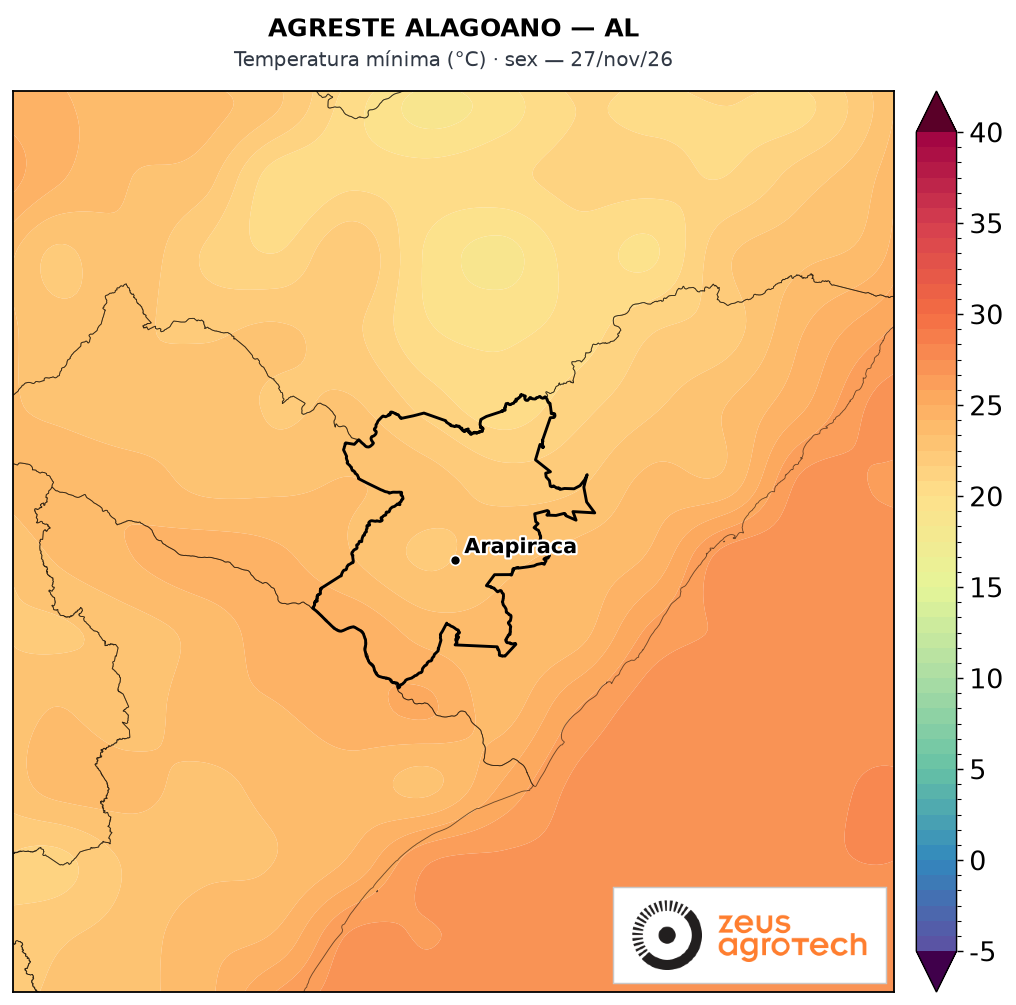 AGRESTE ALAGOANO — AL
Temperatura mínima (°C) · sex — 27/nov/26
40
35
30
25
20
15
10
5
0
-5
Arapiraca
zeus
agrotech